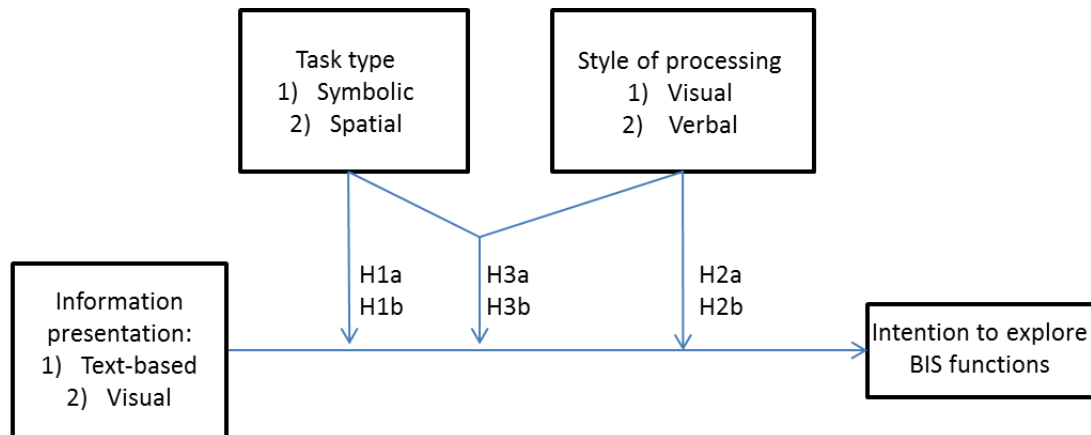 Task type
1) Symbolic
2) Spatial
Style of processing
1) Visual
2) Verbal
H1a
H1b
H3a
H3b
H2a
H2b
Information
presentation:
1) Text-based
2) Visual
Intention to explore
BIS functions